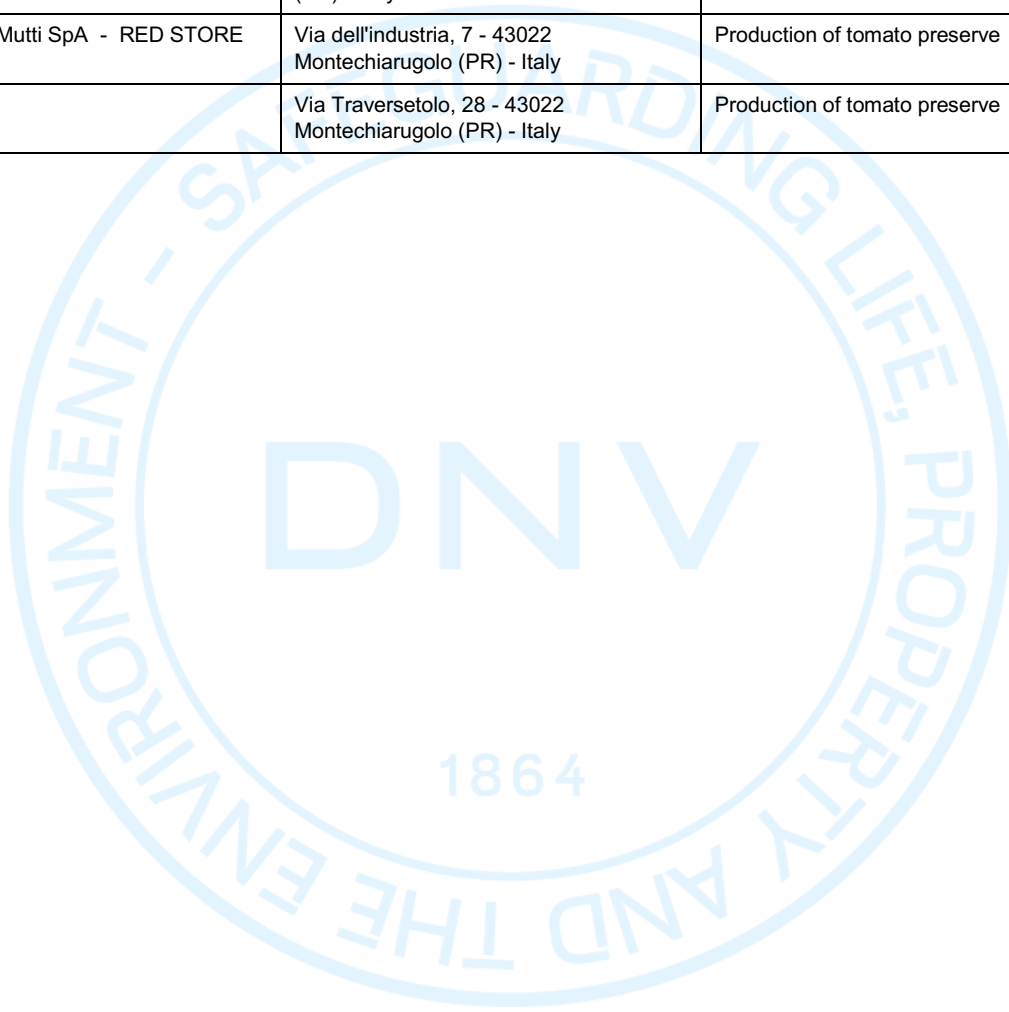 Mutti SpA - RED STORE
Via dell'industria, 7 - 43022
Montechiarugolo (PR) - Italy
Production of tomato preserve
Via Traversetolo, 28 - 43022
Montechiarugolo (PR) - Italy
Production of tomato preserve
SAFEGUARDING LIFE, PROPERTY AND THE ENVIRONMENT -
DNV
1864